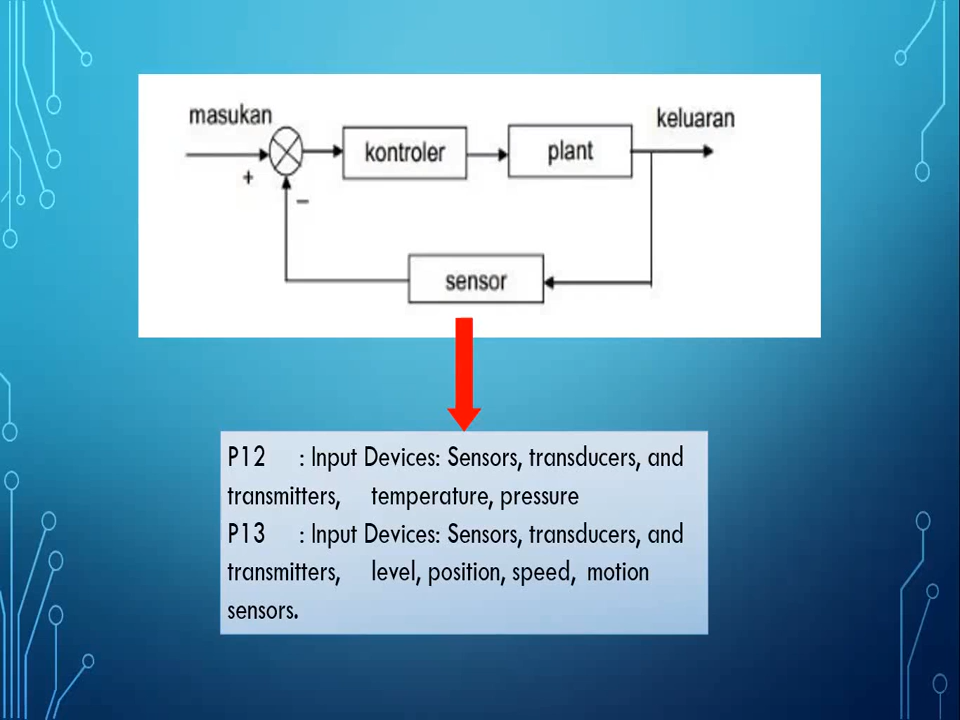 masukan
keluaran
kontroler
plant
+
−
sensor
P12 : Input Devices: Sensors, transducers, and
transmitters, temperature, pressure
P13 : Input Devices: Sensors, transducers, and
transmitters, level, position, speed, motion
sensors.